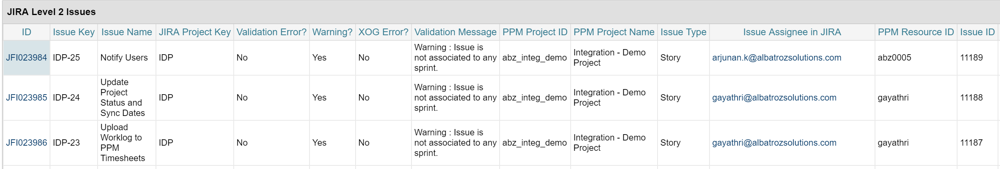 JIRA Level 2 Issues
ID Issue Key Issue Name JIRA Project Key Validation Error? Warning? XOG Error? Validation Message PPM Project ID PPM Project Name Issue Type Issue Assignee in JIRA PPM Resource ID Issue ID
JFI023984 IDP-25 Notify Users IDP No Yes No Warning : Issue is not associated to any sprint. abz_integ_demo Integration - Demo Project Story arjunan.k@albatrozsolutions.com abz0005 11189
JFI023985 IDP-24 Update Project Status and Sync Dates IDP No Yes No Warning : Issue is not associated to any sprint. abz_integ_demo Integration - Demo Project Story gayathri@albatrozsolutions.com gayathri 11188
JFI023986 IDP-23 Upload Worklog to PPM Timesheets IDP No Yes No Warning : Issue is not associated to any sprint. abz_integ_demo Integration - Demo Project Story gayathri@albatrozsolutions.com gayathri 11187